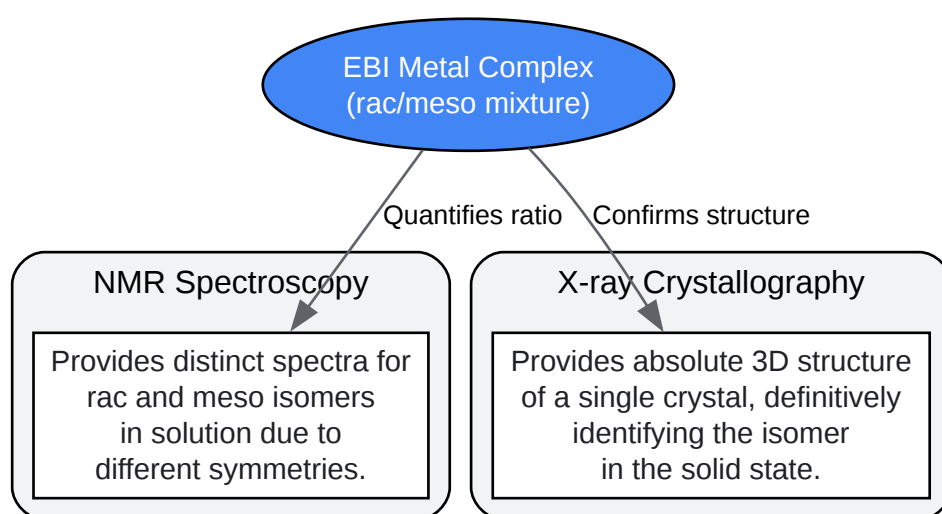 EBI Metal Complex
(rac/meso mixture)
Quantifies ratio
Confirms structure
NMR Spectroscopy
Provides distinct spectra for
rac and meso isomers
in solution due to
different symmetries.
X-ray Crystallography
Provides absolute 3D structure
of a single crystal, definitively
identifying the isomer
in the solid state.